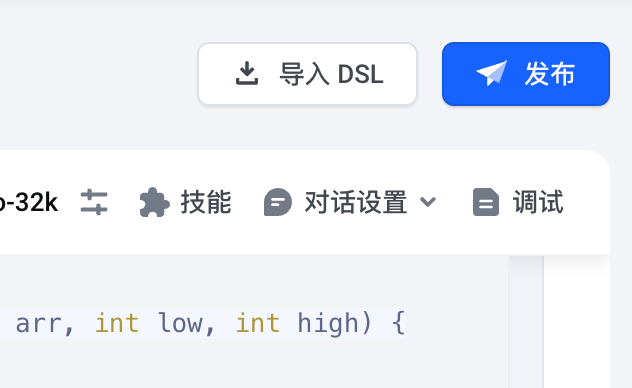 导入 DSL 发布
o-32k 技能 对话设置 调试
arr, int low, int high) {